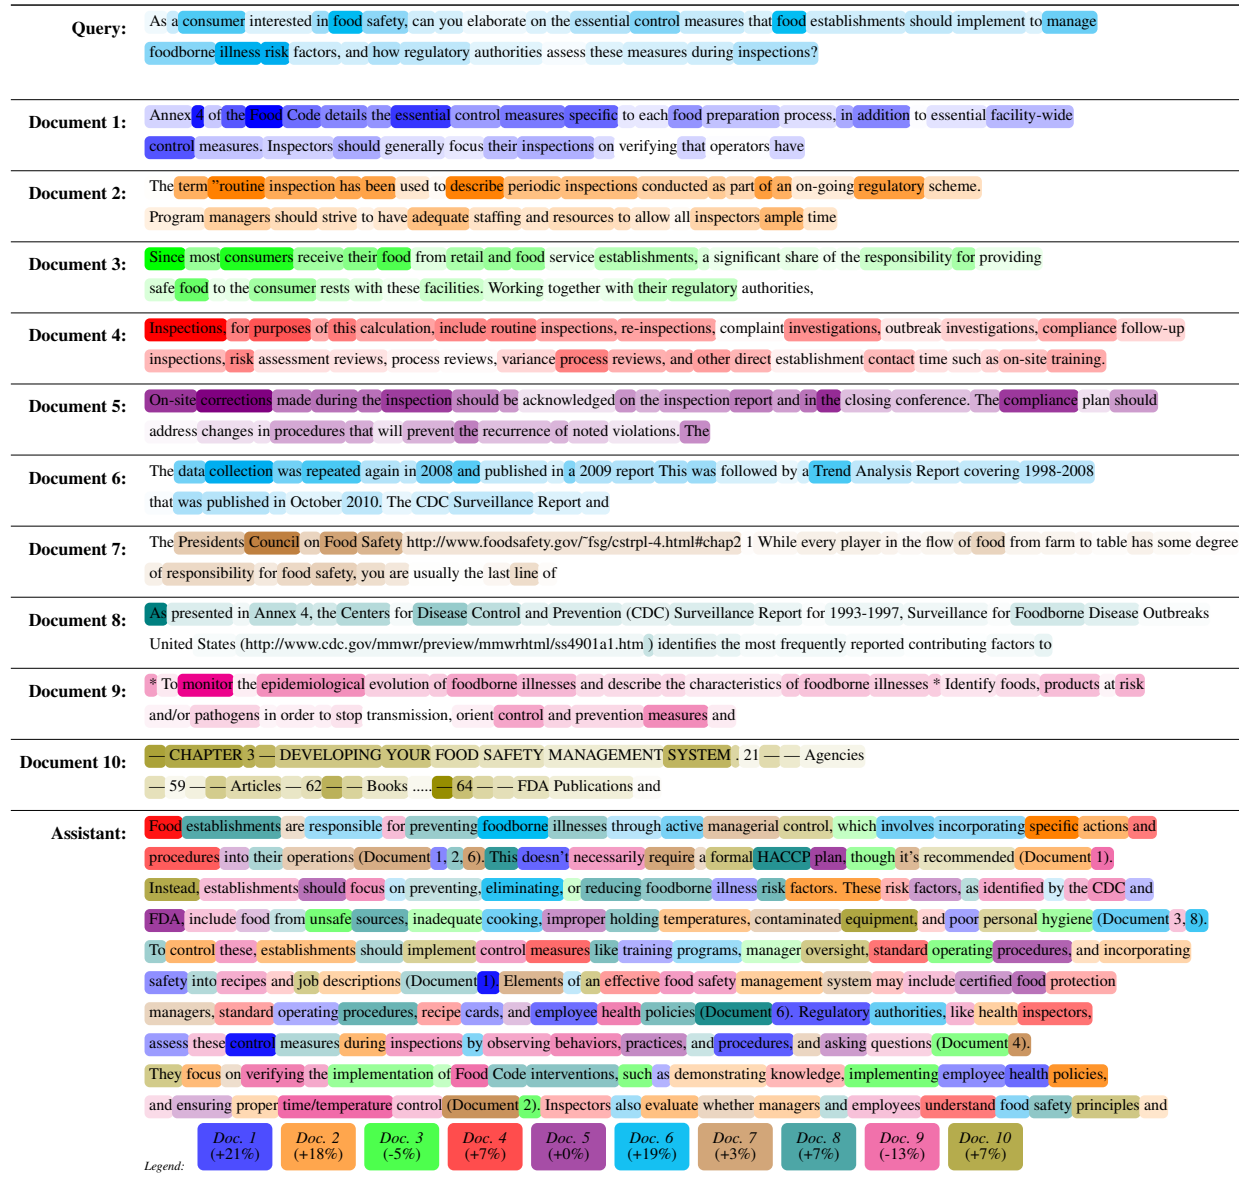 Query: As a consumer interested in food safety, can you elaborate on the essential control measures that food establishments should implement to manage
foodborne illness risk factors, and how regulatory authorities assess these measures during inspections?
Document 1: Annex 4 of the Food Code details the essential control measures specific to each food preparation process, in addition to essential facility-wide
control measures. Inspectors should generally focus their inspections on verifying that operators have
Document 2: The term ”routine inspection has been used to describe periodic inspections conducted as part of an on-going regulatory scheme.
Program managers should strive to have adequate staffing and resources to allow all inspectors ample time
Document 3: Since most consumers receive their food from retail and food service establishments, a significant share of the responsibility for providing
safe food to the consumer rests with these facilities. Working together with their regulatory authorities,
Document 4: Inspections, for purposes of this calculation, include routine inspections, re-inspections, complaint investigations, outbreak investigations, compliance follow-up
inspections, risk assessment reviews, process reviews, variance process reviews, and other direct establishment contact time such as on-site training.
Document 5: On-site corrections made during the inspection should be acknowledged on the inspection report and in the closing conference. The compliance plan should
address changes in procedures that will prevent the recurrence of noted violations. The
Document 6: The data collection was repeated again in 2008 and published in a 2009 report This was followed by a Trend Analysis Report covering 1998-2008
that was published in October 2010. The CDC Surveillance Report and
Document 7: The Presidents Council on Food Safety http://www.foodsafety.gov/~fsg/cstrpl-4.html#chap2 1 While every player in the flow of food from farm to table has some degree
of responsibility for food safety, you are usually the last line of
Document 8: As presented in Annex 4, the Centers for Disease Control and Prevention (CDC) Surveillance Report for 1993-1997, Surveillance for Foodborne Disease Outbreaks
United States (http://www.cdc.gov/mmwr/preview/mmwrhtml/ss4901a1.htm ) identifies the most frequently reported contributing factors to
Document 9: * To monitor the epidemiological evolution of foodborne illnesses and describe the characteristics of foodborne illnesses * Identify foods, products at risk
and/or pathogens in order to stop transmission, orient control and prevention measures and
Document 10: — CHAPTER 3 — DEVELOPING YOUR FOOD SAFETY MANAGEMENT SYSTEM . 21 — — Agencies
— 59 — — Articles — 62 — — Books ..... — 64 — — FDA Publications and
Assistant: Food establishments are responsible for preventing foodborne illnesses through active managerial control, which involves incorporating specific actions and
procedures into their operations (Document 1, 2, 6). This doesn't necessarily require a formal HACCP plan, though it's recommended (Document 1).
Instead, establishments should focus on preventing, eliminating, or reducing foodborne illness risk factors. These risk factors, as identified by the CDC and
FDA, include food from unsafe sources, inadequate cooking, improper holding temperatures, contaminated equipment, and poor personal hygiene (Document 3, 8).
To control these, establishments should implement control measures like training programs, manager oversight, standard operating procedures, and incorporating
safety into recipes and job descriptions (Document 1). Elements of an effective food safety management system may include certified food protection
managers, standard operating procedures, recipe cards, and employee health policies (Document 6). Regulatory authorities, like health inspectors,
assess these control measures during inspections by observing behaviors, practices, and procedures, and asking questions (Document 4).
They focus on verifying the implementation of Food Code interventions, such as demonstrating knowledge, implementing employee health policies,
and ensuring proper time/temperature control (Document 2). Inspectors also evaluate whether managers and employees understand food safety principles and
Legend: Doc. 1 Doc. 2 Doc. 3 Doc. 4 Doc. 5 Doc. 6 Doc. 7 Doc. 8 Doc. 9 Doc. 10
(+21%) (+18%) (-5%) (+7%) (+0%) (+19%) (+3%) (+7%) (-13%) (+7%)